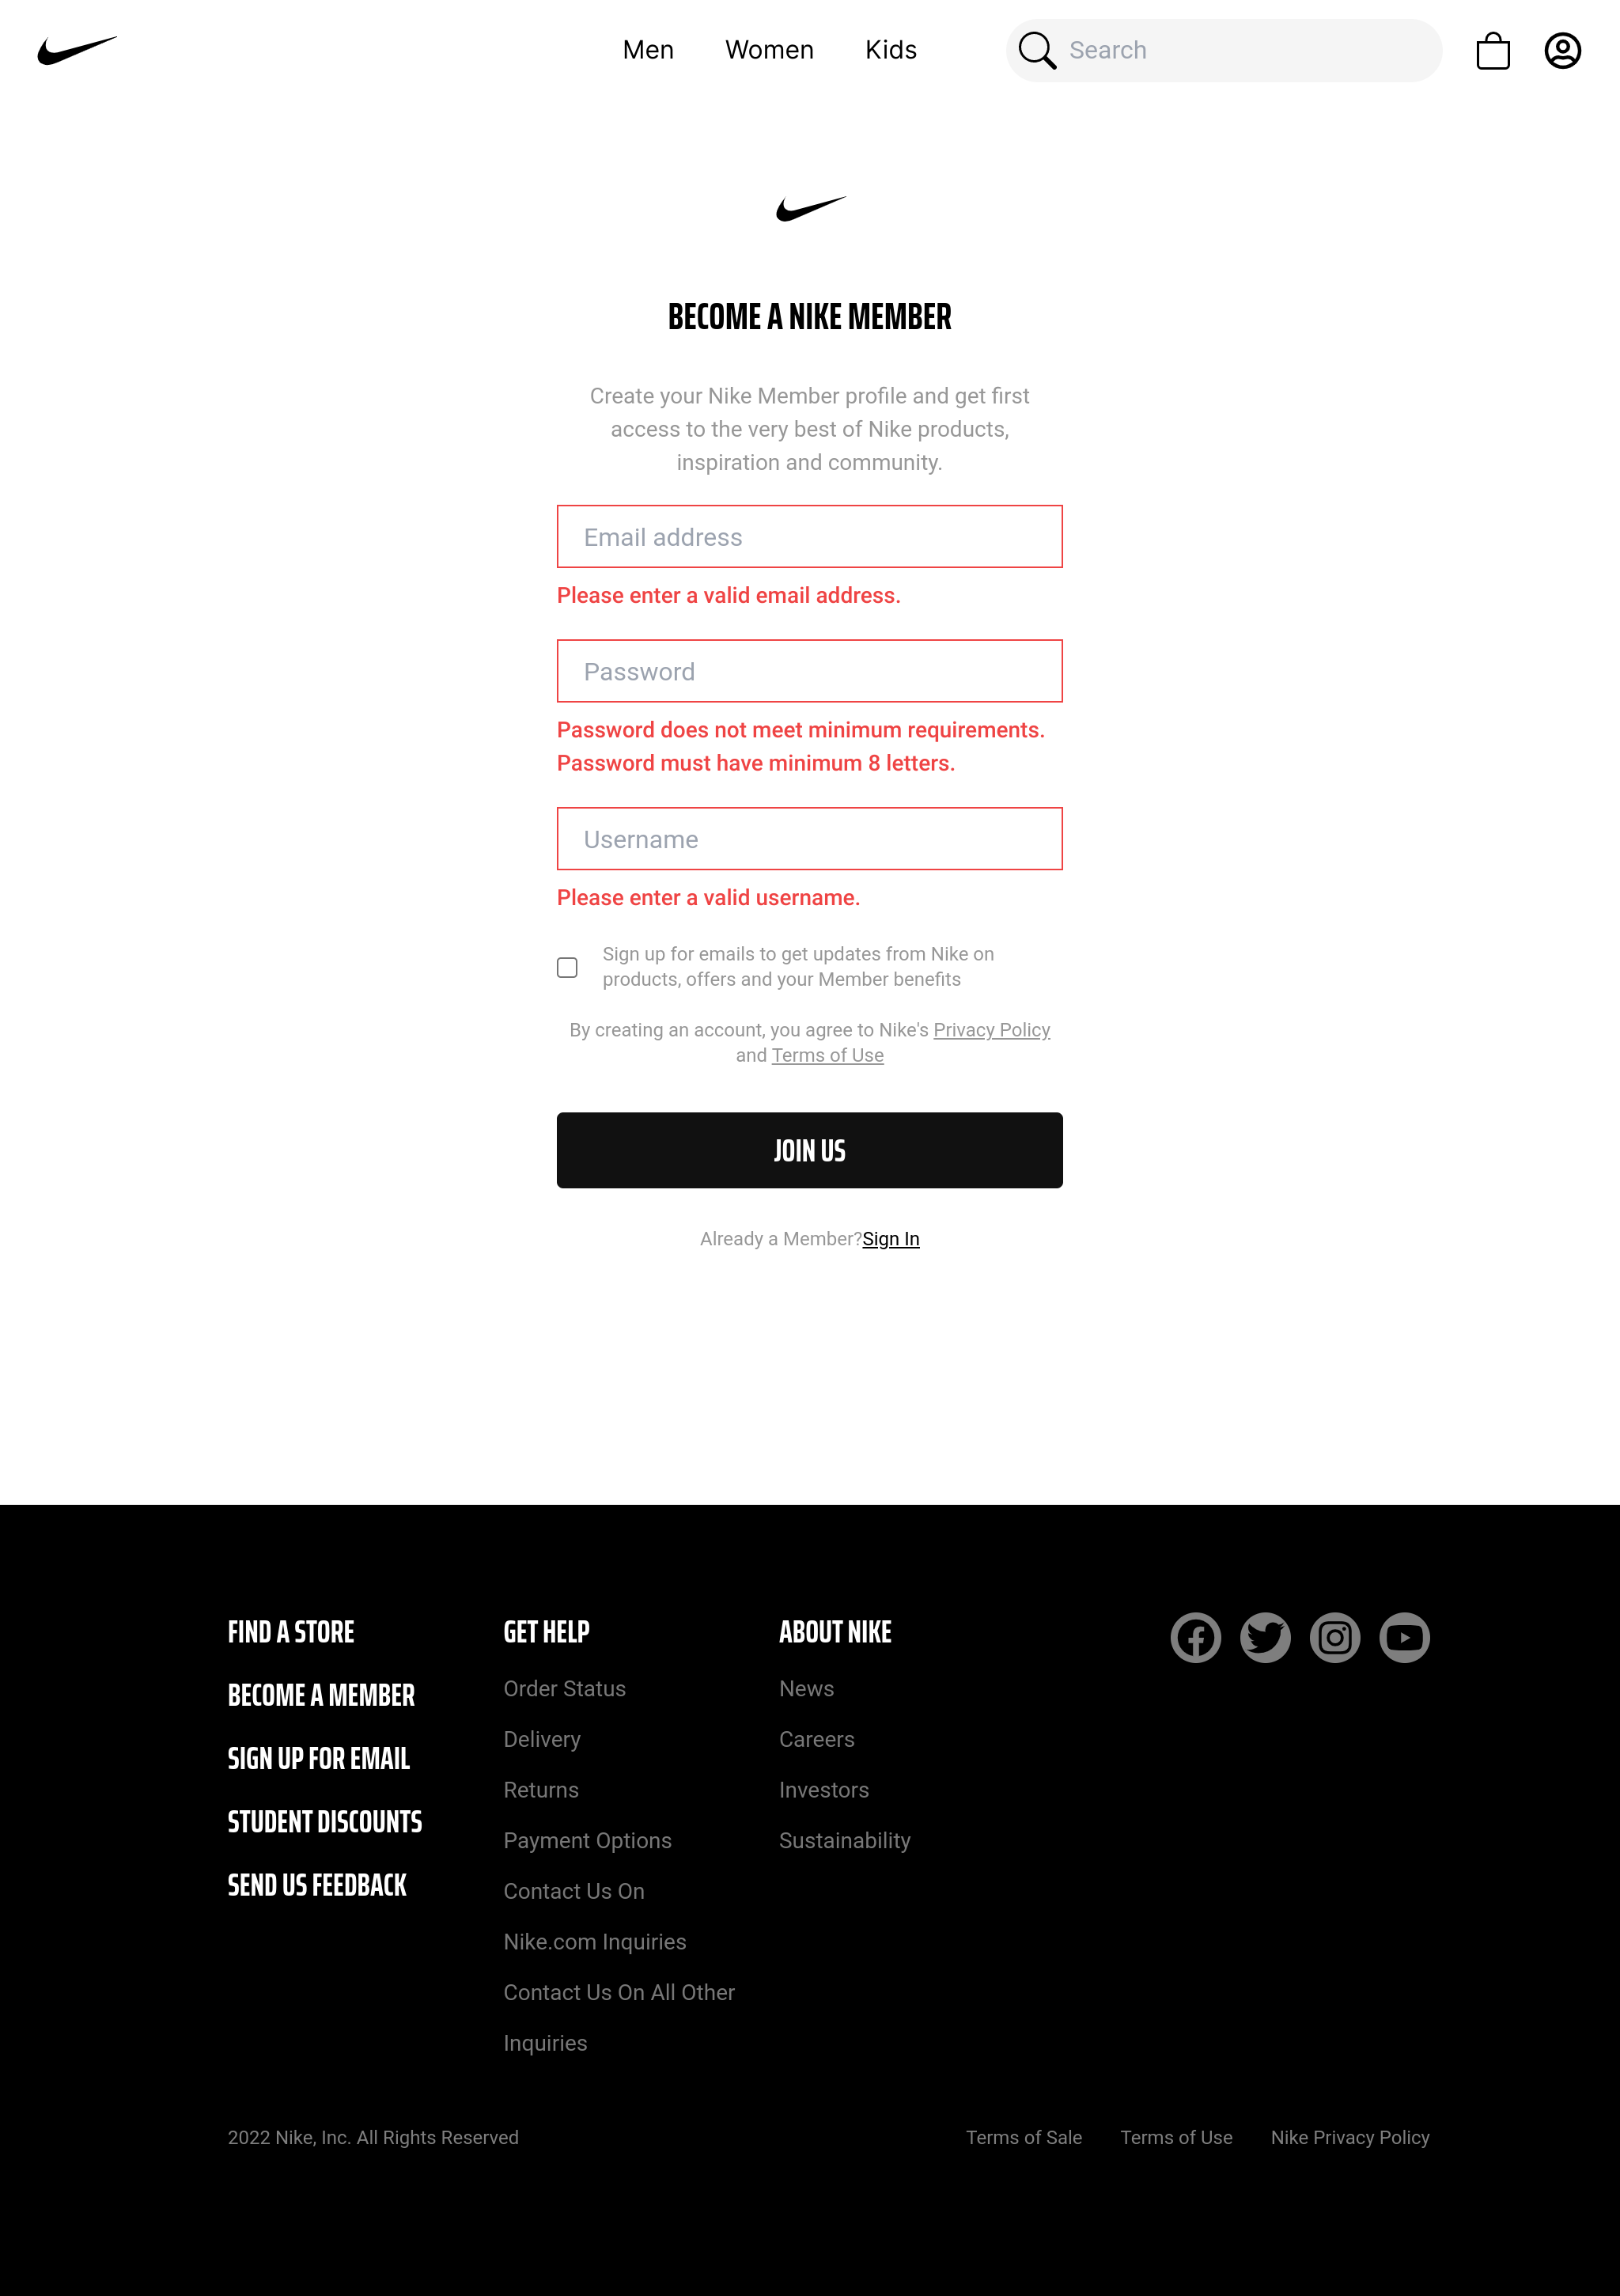 Men
Women
Kids
Search
BECOME A NIKE MEMBER
Create your Nike Member profile and get first
access to the very best of Nike products,
inspiration and community.
Email address
Please enter a valid email address.
Password
Password does not meet minimum requirements.
Password must have minimum 8 letters.
Username
Please enter a valid username.
Sign up for emails to get updates from Nike on
products, offers and your Member benefits
By creating an account, you agree to Nike's Privacy Policy
and Terms of Use
JOIN US
Already a Member?Sign In
FIND A STORE
BECOME A MEMBER
SIGN UP FOR EMAIL
STUDENT DISCOUNTS
SEND US FEEDBACK
GET HELP
Order Status
Delivery
Returns
Payment Options
Contact Us On
Nike.com Inquiries
Contact Us On All Other
Inquiries
ABOUT NIKE
News
Careers
Investors
Sustainability
2022 Nike, Inc. All Rights Reserved
Terms of Sale
Terms of Use
Nike Privacy Policy